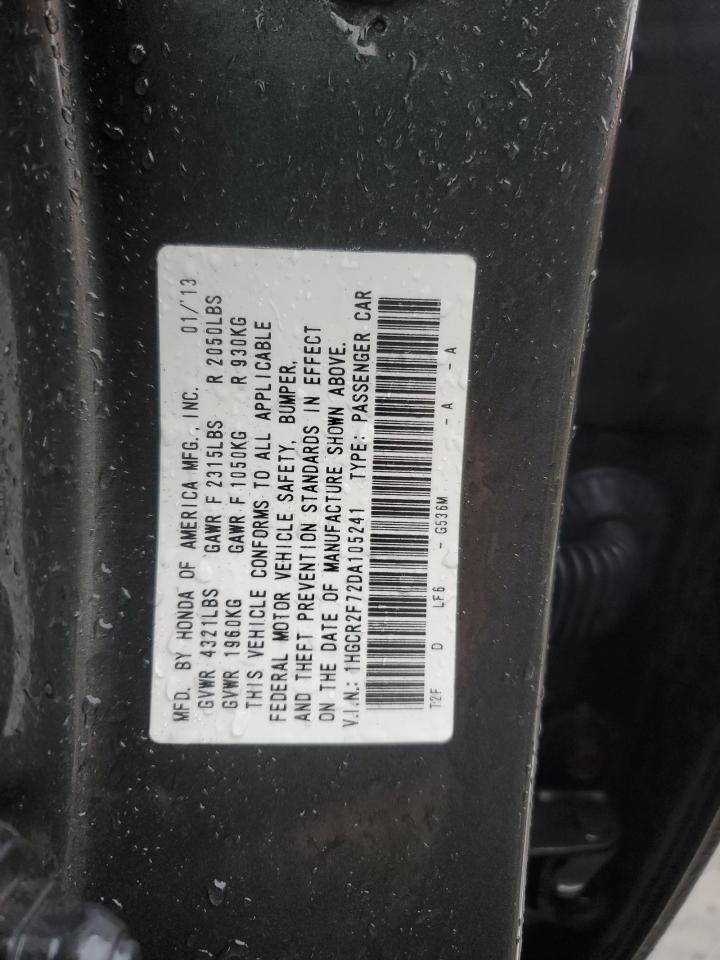 MFD. BY HONDA OF AMERICA MFG., INC. 01/'13
GVWR 4321LBS GAWR F 2315LBS R 2050LBS
GVWR 1960KG GAWR F 1050KG R 930KG
THIS VEHICLE CONFORMS TO ALL APPLICABLE
FEDERAL MOTOR VEHICLE SAFETY, BUMPER,
AND THEFT PREVENTION STANDARDS IN EFFECT
ON THE DATE OF MANUFACTURE SHOWN ABOVE.
V.I.N.: 1HGCR2F72DA105241 TYPE: PASSENGER CAR
T2F D LF6 - G536M - A - A